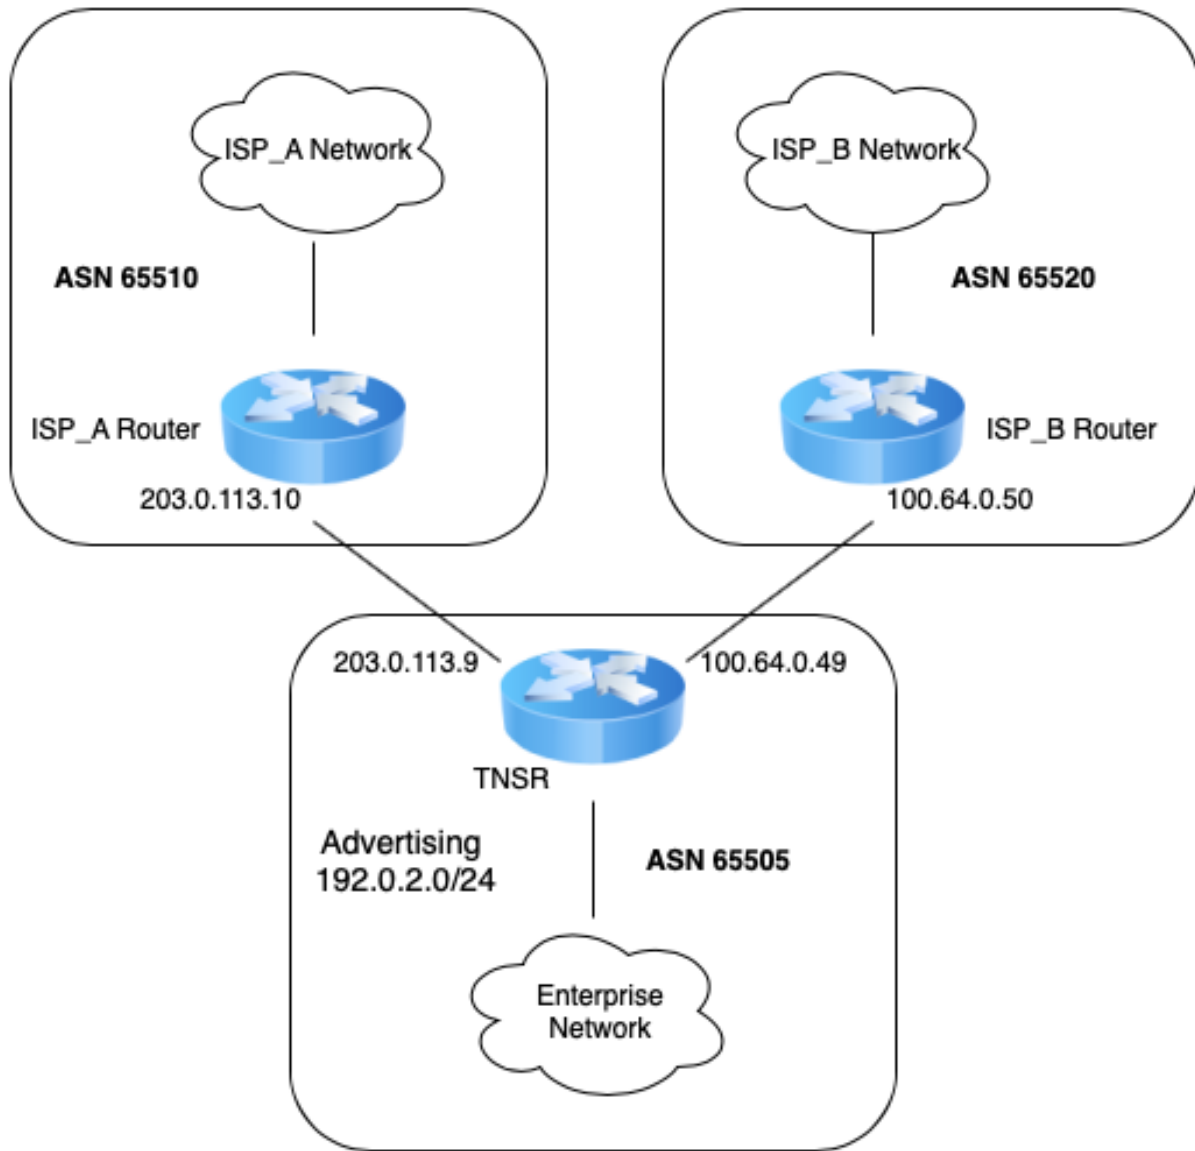 ISP_A Network
ISP_B Network
ASN 65510
ASN 65520
ISP_A Router
ISP_B Router
203.0.113.10
100.64.0.50
203.0.113.9
100.64.0.49
TNSR
Advertising
192.0.2.0/24
ASN 65505
Enterprise
Network